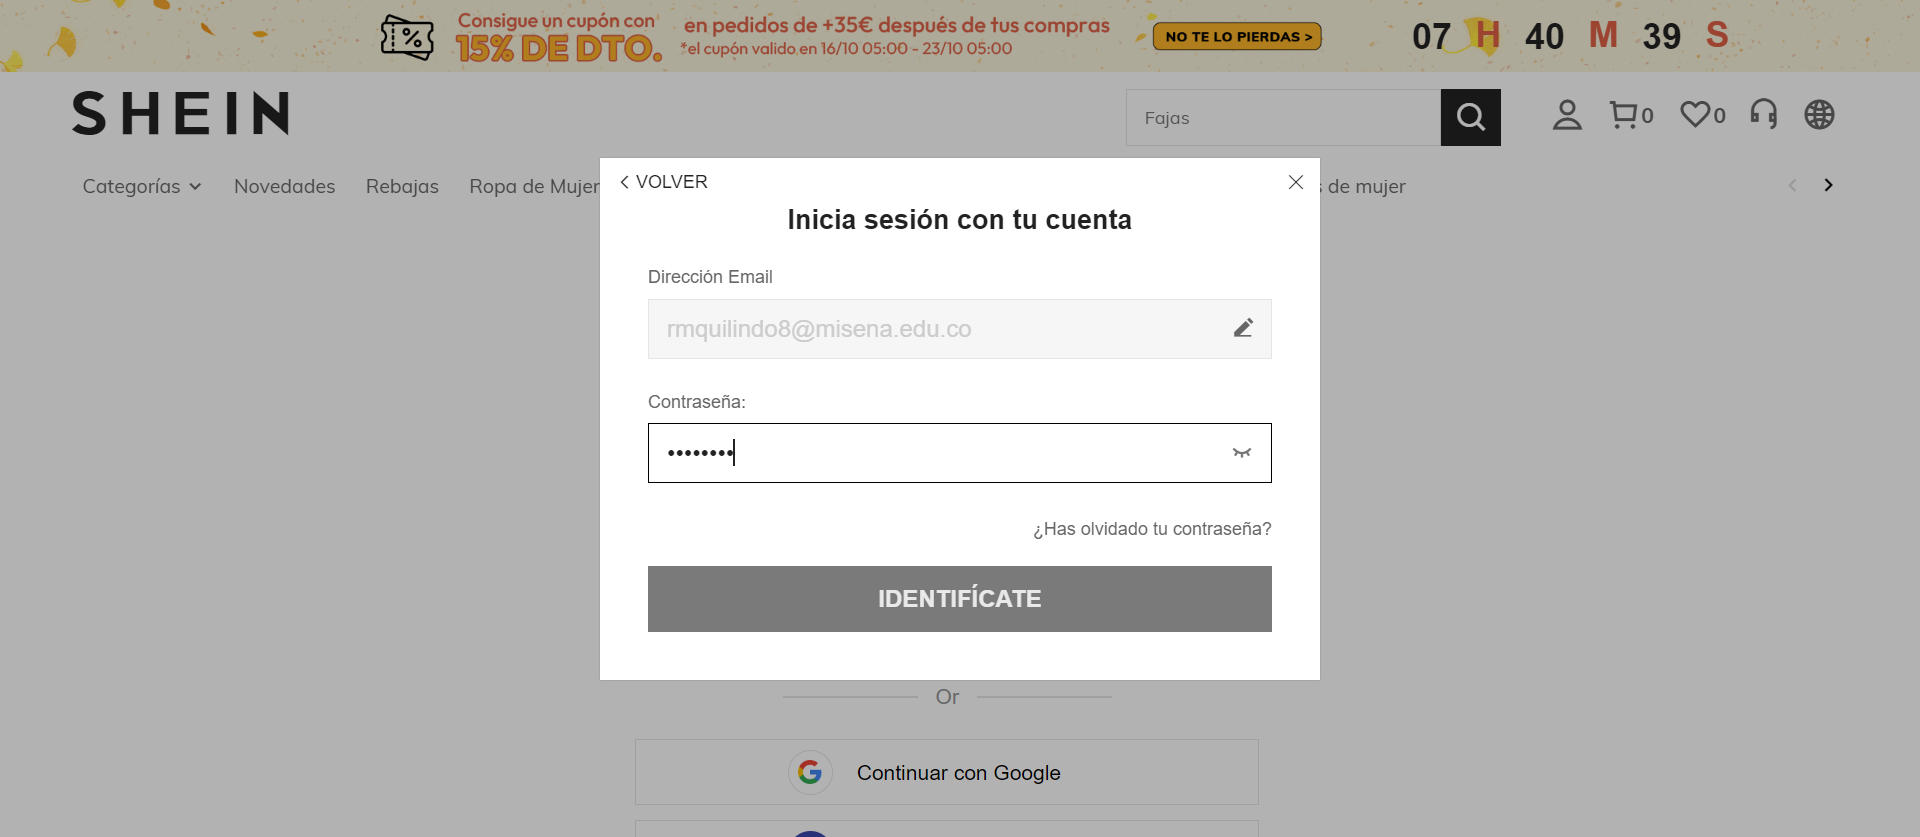 Consigue un cupón con
15% DE DTO.
en pedidos de +35€ después de tus compras
*el cupón valido en 16/10 05:00 - 23/10 05:00
NO TE LO PIERDAS >
07 H 40 M 39 S
SHEIN
Fajas
0
0
Categorías
Novedades
Rebajas
Ropa de Mujer
s de mujer
VOLVER
Inicia sesión con tu cuenta
Dirección Email
rmquilindo8@misena.edu.co
Contraseña:
••••••••
¿Has olvidado tu contraseña?
IDENTIFÍCATE
Or
Continuar con Google